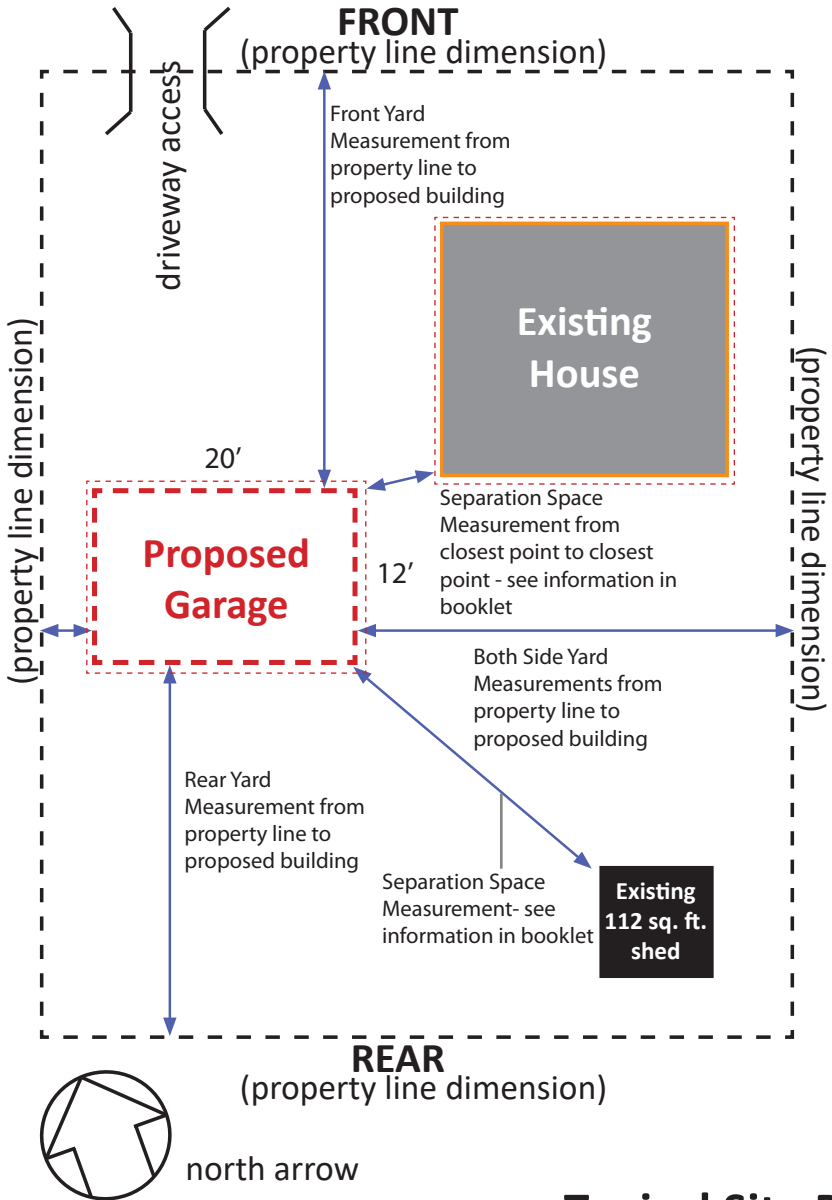 FRONT
(property line dimension)
driveway access
Front Yard
Measurement from
property line to
proposed building
(property line dimension)
Existing
House
(property line dimension)
20’
Proposed
Garage
12’
Separation Space
Measurement from
closest point to closest
point - see information in
booklet
Both Side Yard
Measurements from
property line to
proposed building
Rear Yard
Measurement from
property line to
proposed building
Separation Space
Measurement- see
information in booklet
Existing
112 sq. ft.
shed
REAR
(property line dimension)
north arrow